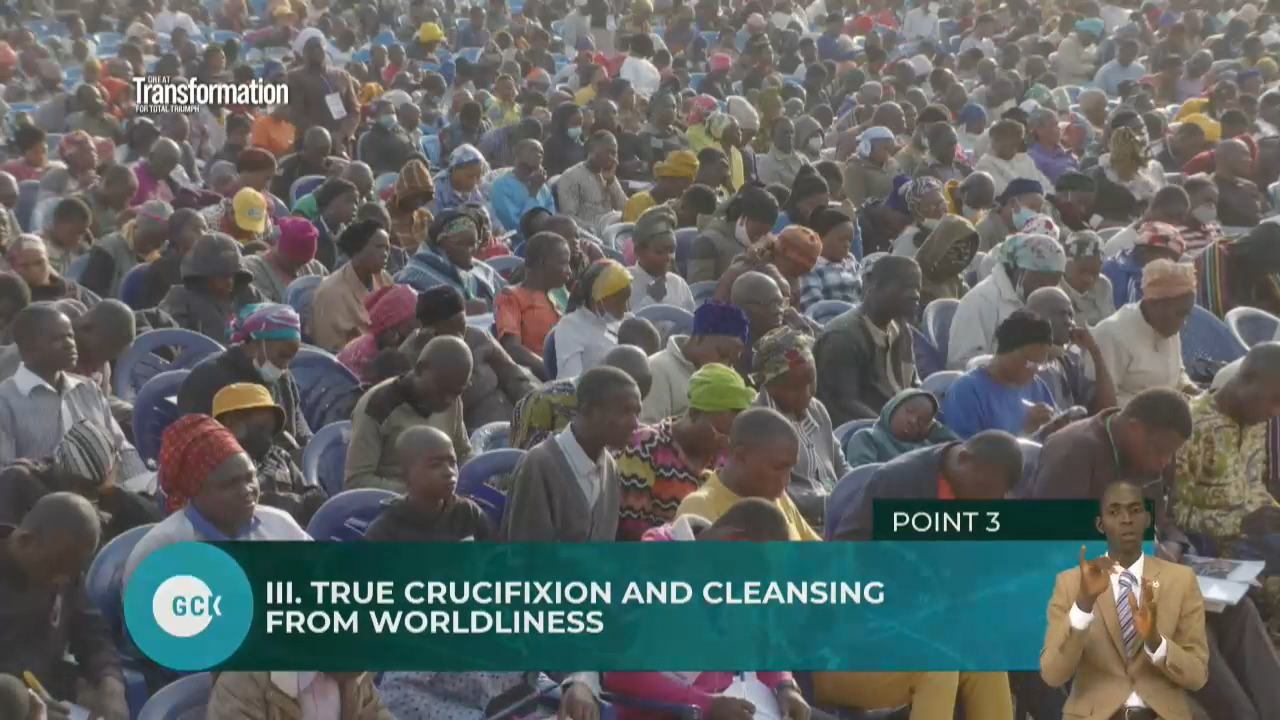 GREAT
Transformation
FOR TOTAL TRIUMPH
POINT 3
GCK
III. TRUE CRUCIFIXION AND CLEANSING
FROM WORLDLINESS